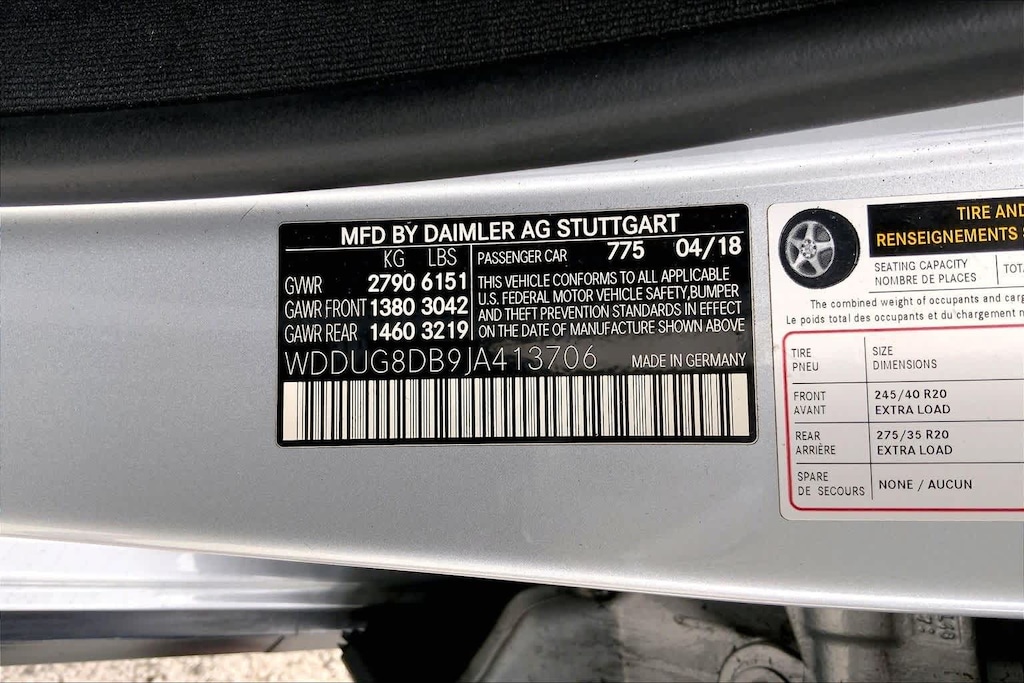 MFD BY DAIMLER AG STUTTGART
KG LBS
GVWR 2790 6151
GAWR FRONT 1380 3042
GAWR REAR 1460 3219
PASSENGER CAR 775 04/18
THIS VEHICLE CONFORMS TO ALL APPLICABLE
U.S. FEDERAL MOTOR VEHICLE SAFETY,BUMPER
AND THEFT PREVENTION STANDARDS IN EFFECT
ON THE DATE OF MANUFACTURE SHOWN ABOVE
WDDUG8DB9JA413706 MADE IN GERMANY
TIRE AND
RENSEIGNEMENTS
SEATING CAPACITY
NOMBRE DE PLACES
The combined weight of occupants and
Le poids total des occupants et du chargement
TIRE SIZE
PNEU DIMENSIONS
FRONT 245/40 R20
AVANT EXTRA LOAD
REAR 275/35 R20
ARRIÈRE EXTRA LOAD
SPARE
DE SECOURS NONE / AUCUN